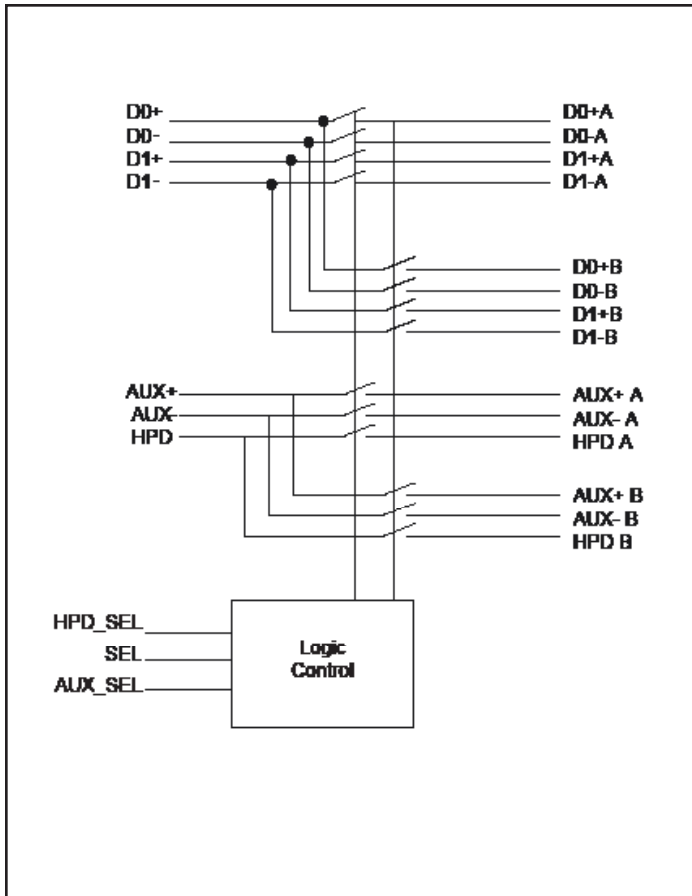 D0+
D0+A
D0-
D0-A
D1+
D1+A
D1-
D1-A
D0+B
D0-B
D1+B
D1-B
AUX+
AUX+ A
AUX-
AUX- A
HPD
HPD A
AUX+ B
AUX- B
HPD B
HPD_SEL
SEL
AUX_SEL
Logic
Control